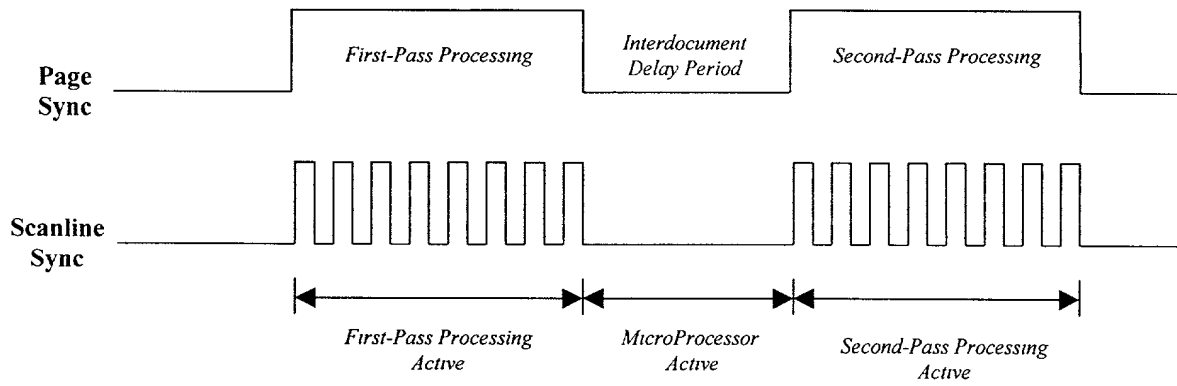 First-Pass Processing
Interdocument
Delay Period
Second-Pass Processing
Page
Sync
Scanline
Sync
First-Pass Processing
Active
MicroProcessor
Active
Second-Pass Processing
Active